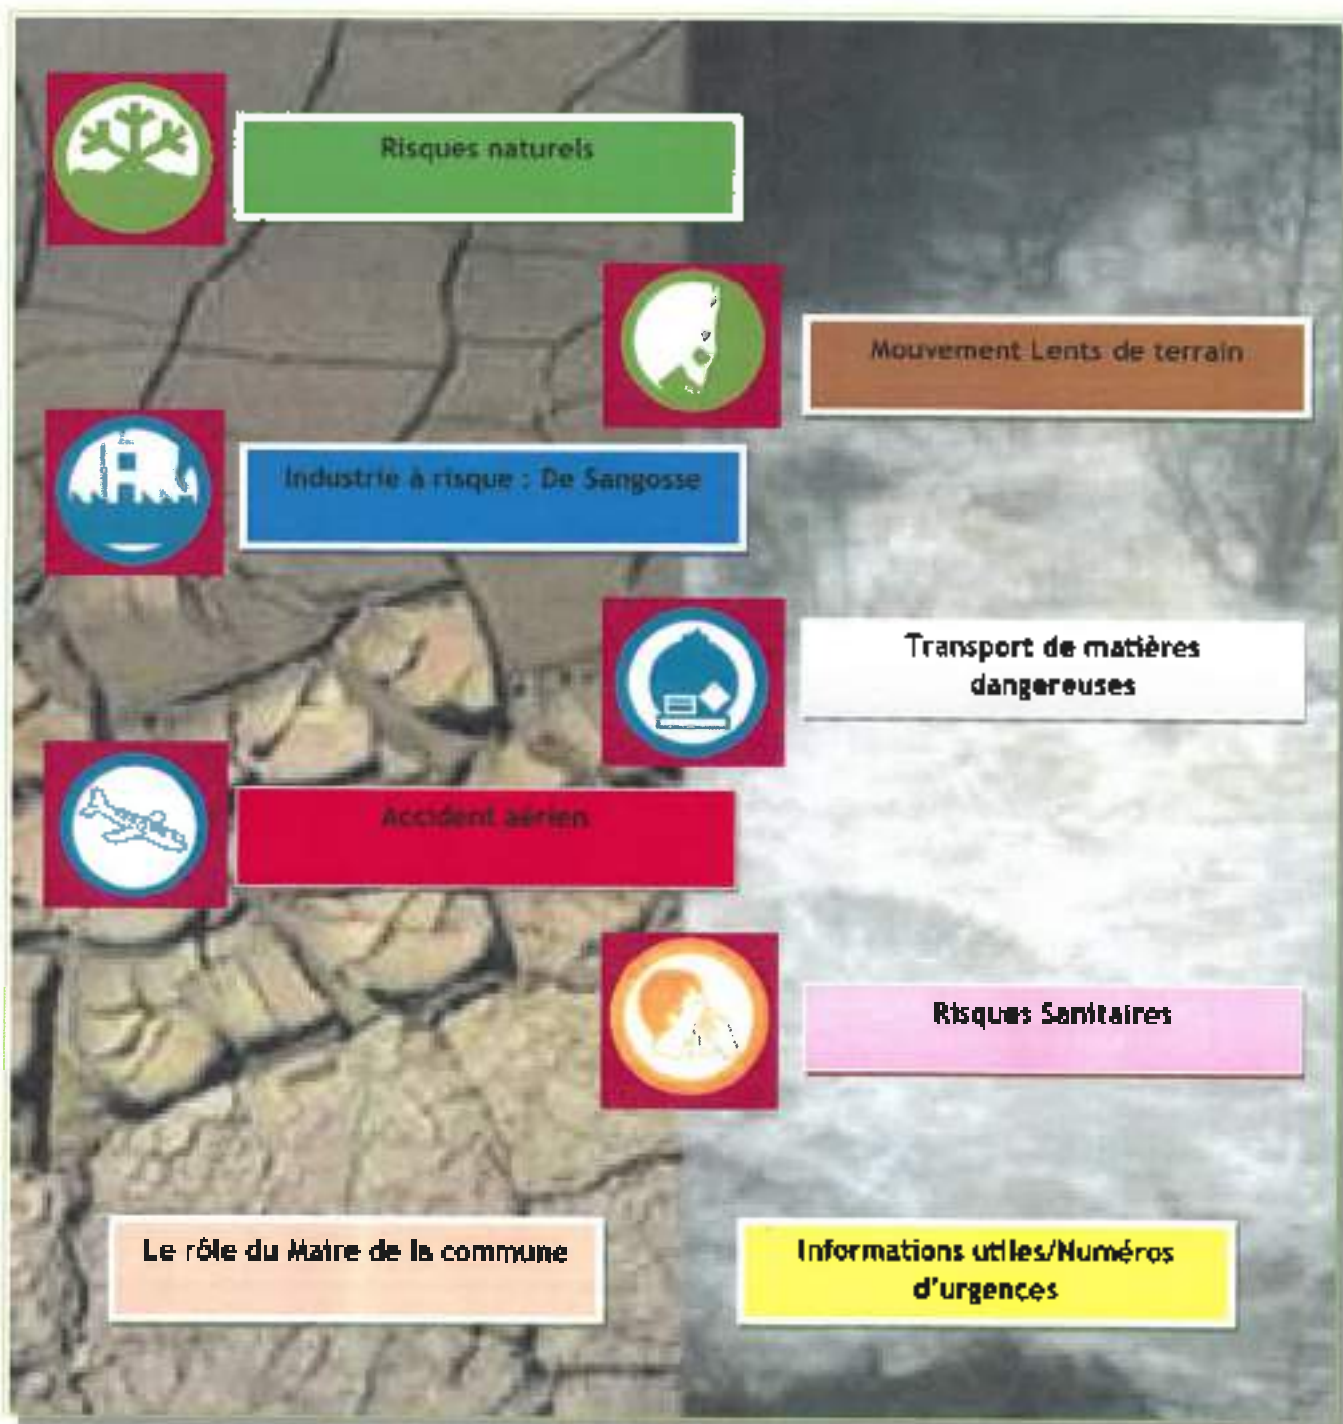 Risques naturels
Mouvement Lents de terrain
Industrie à risque : De Sangosse
Transport de matières
dangereuses
Accident aérien
Risques Sanitaires
Le rôle du Maire de la commune
Informations utiles/Numéros
d'urgences